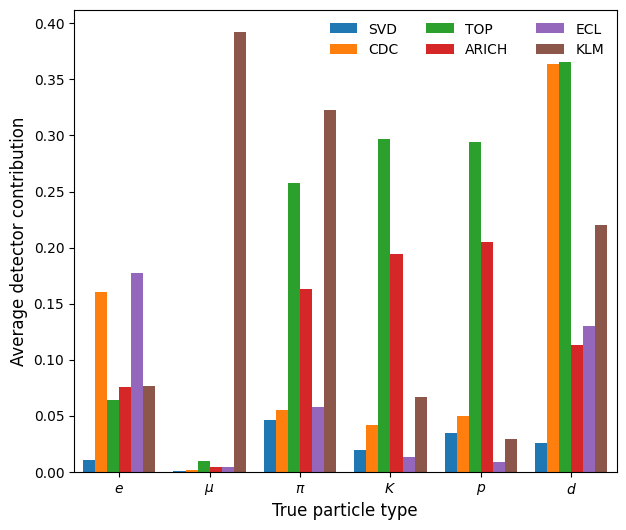 SVD TOP ECL
CDC ARICH KLM
0.40
0.35
0.30
0.25
0.20
0.15
0.10
0.05
0.00
Average detector contribution
e μ π K p d
True particle type